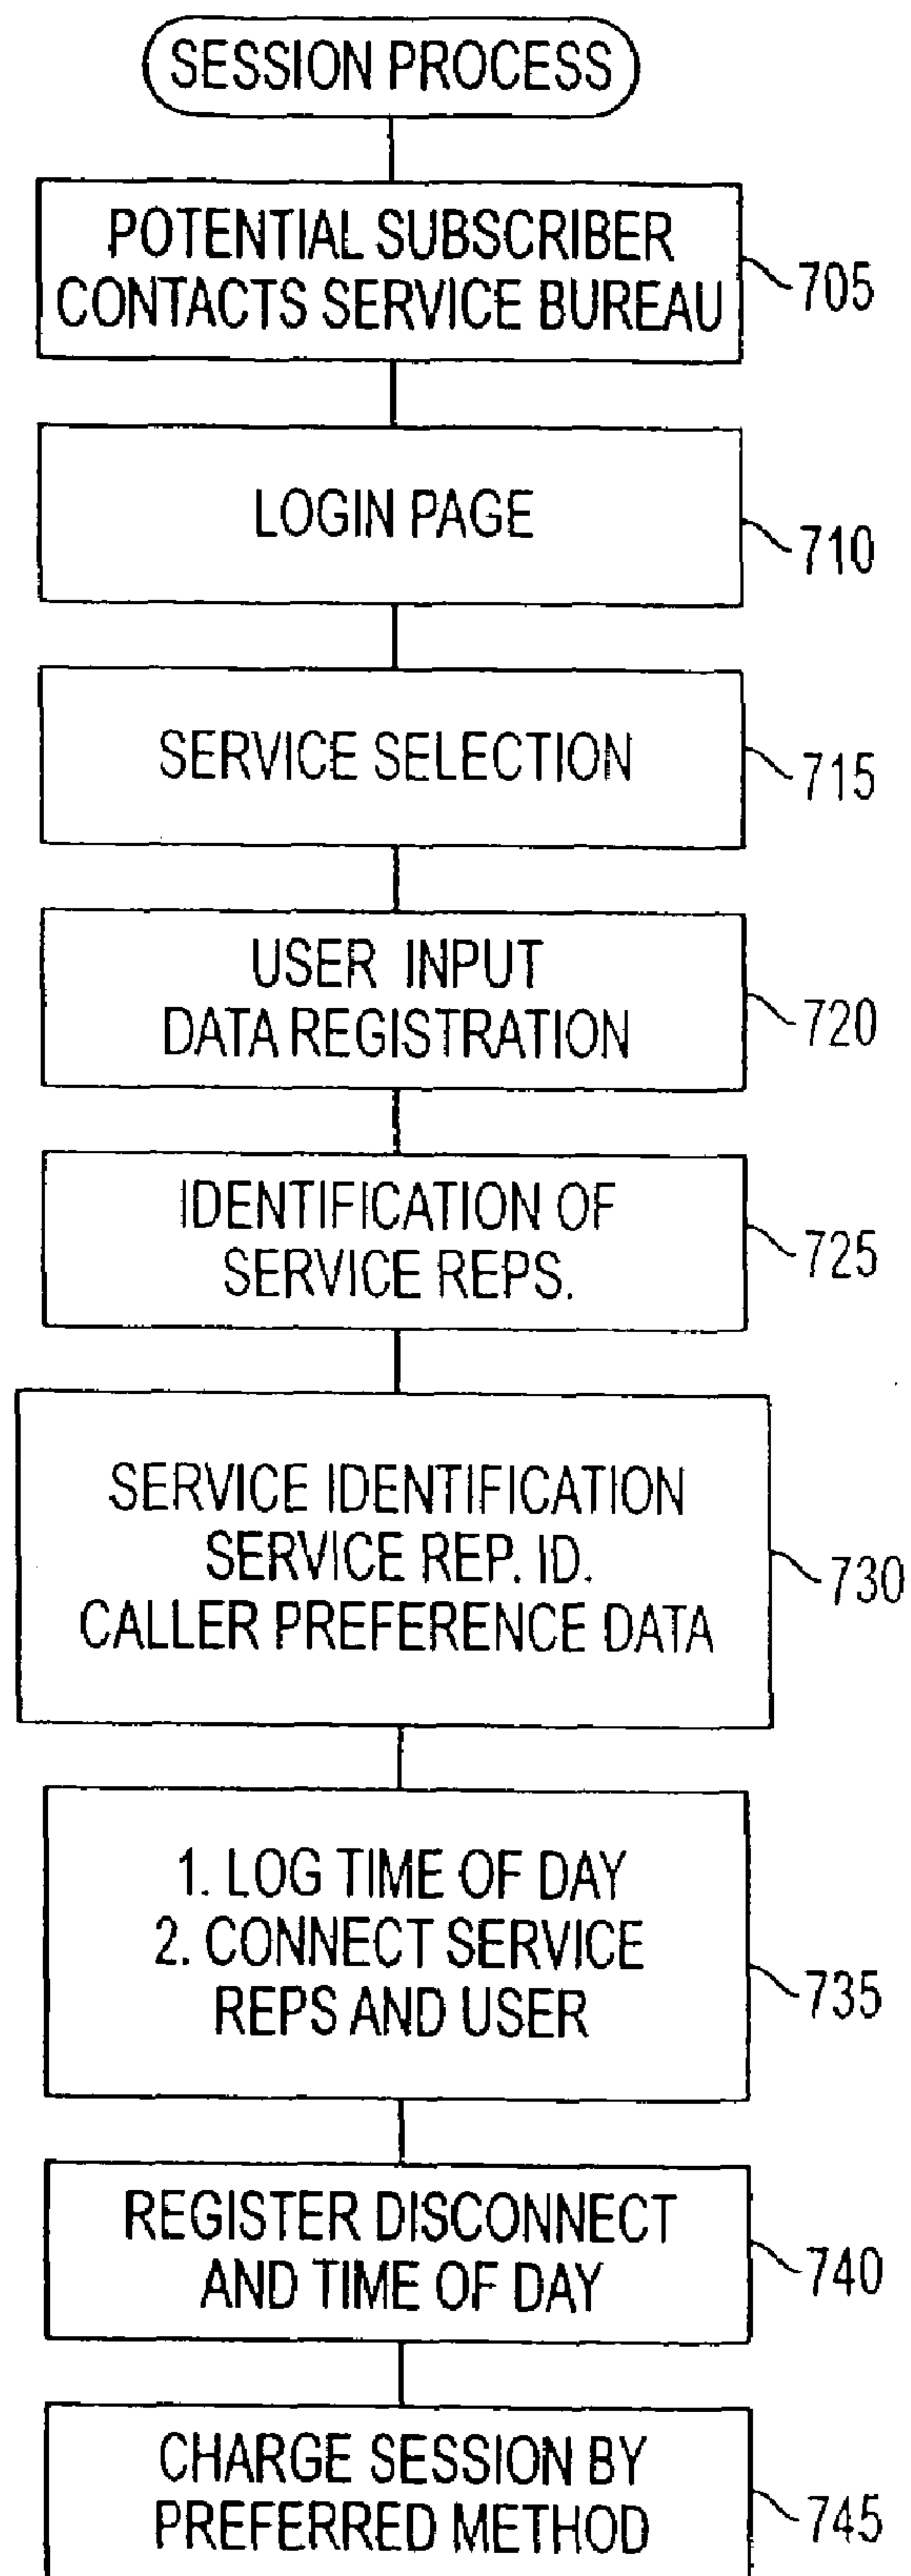 SESSION PROCESS
POTENTIAL SUBSCRIBER
CONTACTS SERVICE BUREAU
705
LOGIN PAGE
710
SERVICE SELECTION
715
USER INPUT
DATA REGISTRATION
720
IDENTIFICATION OF
SERVICE REPS.
725
SERVICE IDENTIFICATION
SERVICE REP. ID.
CALLER PREFERENCE DATA
730
1. LOG TIME OF DAY
2. CONNECT SERVICE
REPS AND USER
735
REGISTER DISCONNECT
AND TIME OF DAY
740
CHARGE SESSION BY
PREFERRED METHOD
745